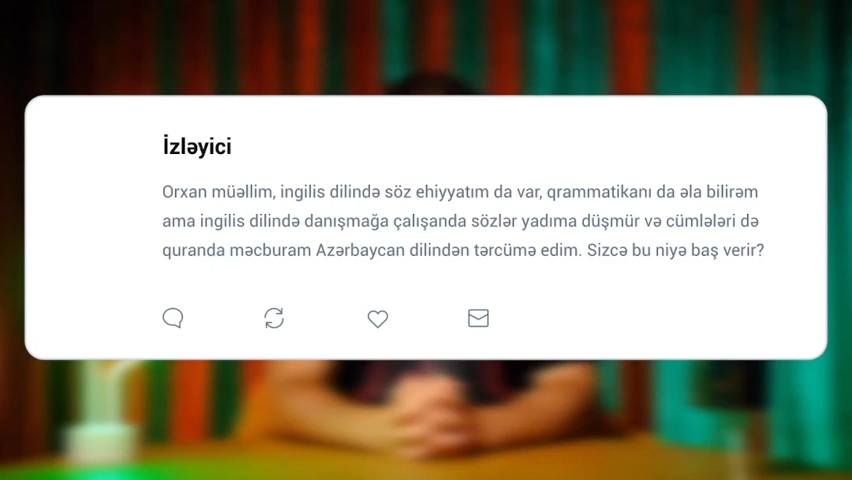 İzləyici
Orxan müəllim, ingilis dilində söz ehiyyatım da var, qrammatikanı da əla bilirəm
ama ingilis dilində danışmağa çalışanda sözlər yadıma düşmür və cümlələri də
quranda məcburam Azərbaycan dilindən tərcümə edim. Sizcə bu niyə baş verir?